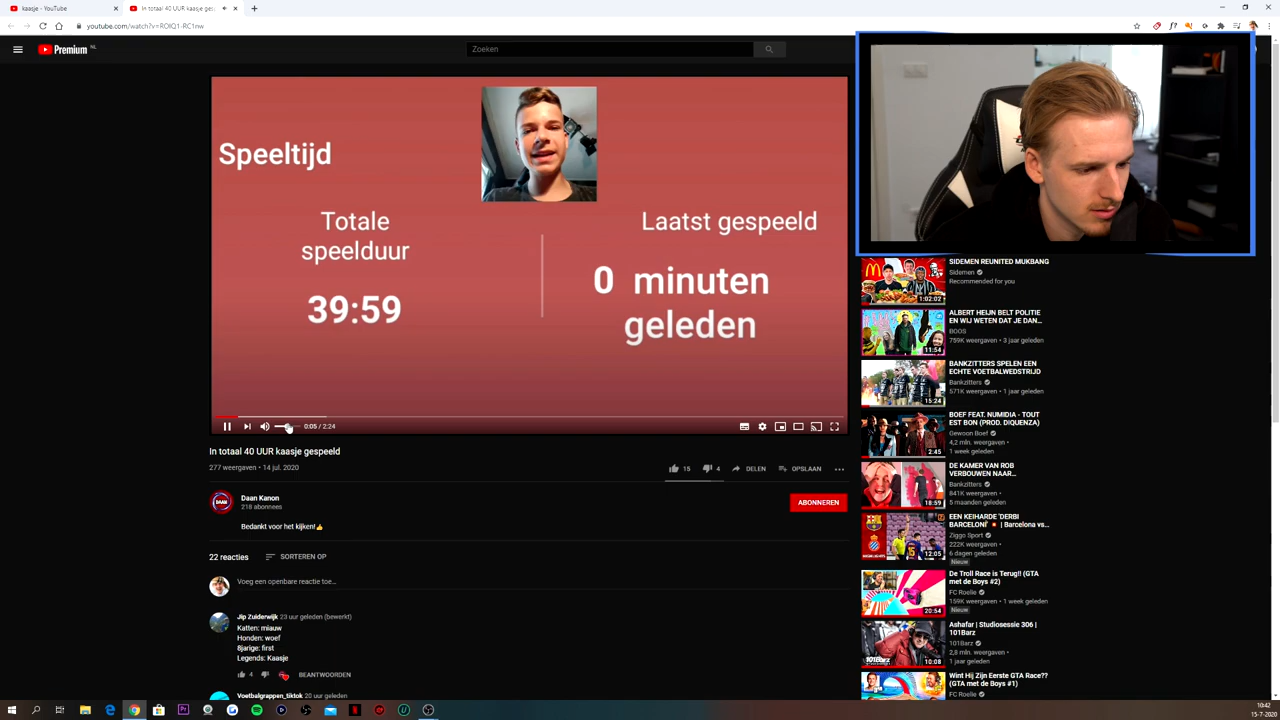 kaasje - YouTube
In totaal 40 UUR kaasje ges
youtube.com/watch?v=ROlQ1-RC1nw
Premium NL
Zoeken
Speeltijd
Totale
speelduur
39:59
Laatst gespeeld
0 minuten
geleden
0:05 / 2:24
In totaal 40 UUR kaasje gespeeld
277 weergaven • 14 jul. 2020
15
4
DELEN
OPSLAAN
DAAN
Daan Kanon
218 abonnees
ABONNEREN
Bedankt voor het kijken!👍
22 reacties
SORTEREN OP
Voeg een openbare reactie toe...
Jip Zuiderwijk 23 uur geleden (bewerkt)
Katten: miauw
Honden: woef
8jarige: first
Legends: Kaasje
4
BEANTWOORDEN
Voetbalgrappen_tiktok 20 uur geleden
SIDEMEN REUNITED MUKBANG
Sidemen
Recommended for you
1:02:02
ALBERT HEIJN BELT POLITIE
EN WIJ WETEN DAT JE DAN...
BOOS
759K weergaven • 3 jaar geleden
11:54
BANKZITTERS SPELEN EEN
ECHTE VOETBALWEDSTRIJD
Bankzitters
571K weergaven • 1 jaar geleden
15:24
BOEF FEAT. NUMIDIA - TOUT
EST BON (PROD. DIQUENZA)
Gewoon Boef
4,2 mln. weergaven •
1 week geleden
2:45
DE KAMER VAN ROB
VERBOUWEN NAAR...
Bankzitters
841K weergaven •
5 maanden geleden
18:59
EEN KEIHARDE 'DERBI
BARCELONÍ' 💥 | Barcelona vs...
Ziggo Sport
222K weergaven •
6 dagen geleden
Nieuw
12:05
De Troll Race is Terug!! (GTA
met de Boys #2)
FC Roelie
159K weergaven • 1 week geleden
Nieuw
20:54
Ashafar | Studiosessie 306 |
101Barz
101Barz
2,8 mln. weergaven •
1 jaar geleden
10:08
Wint Hij Zijn Eerste GTA Race??
(GTA met de Boys #1)
FC Roelie
10:42
15-7-2020